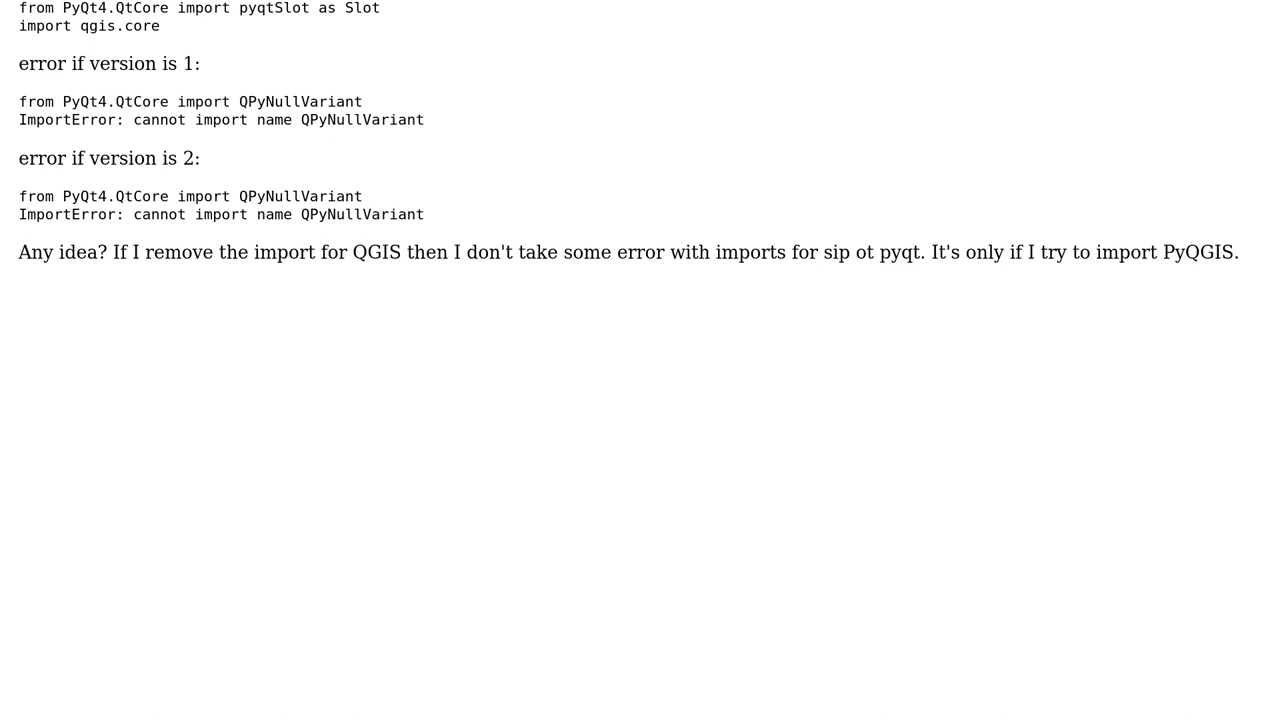 from PyQt4.QtCore import pyqtSlot as Slot
import qgis.core
error if version is 1:
from PyQt4.QtCore import QPyNullVariant
ImportError: cannot import name QPyNullVariant
error if version is 2:
from PyQt4.QtCore import QPyNullVariant
ImportError: cannot import name QPyNullVariant
Any idea? If I remove the import for QGIS then I don't take some error with imports for sip ot pyqt. It's only if I try to import PyQGIS.